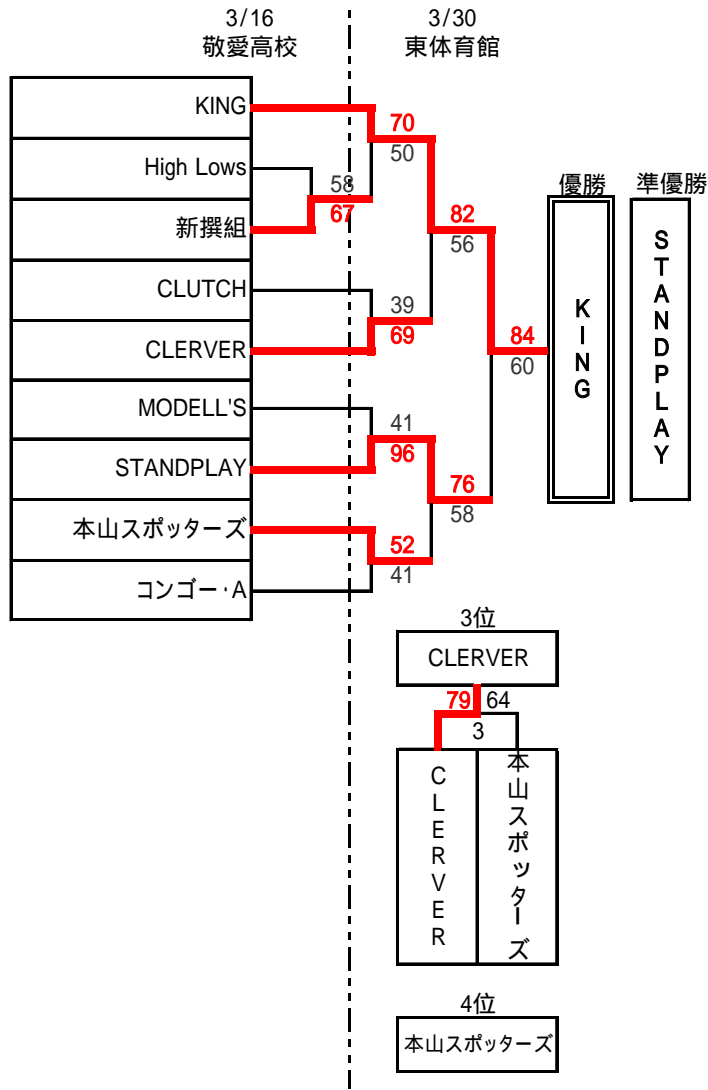 3/16
敬愛高校
3/30
東体育館
KING
High Lows
新撰組
CLUTCH
CLERVER
MODELL'S
STANDPLAY
本山スポッターズ
コンゴー・A
58
67
70
50
39
69
41
96
52
41
82
56
76
58
84
60
優勝
準優勝
KING
STANDPLAY
3位
CLERVER
79 64
3
CLERVER
本山スポッターズ
4位
本山スポッターズ